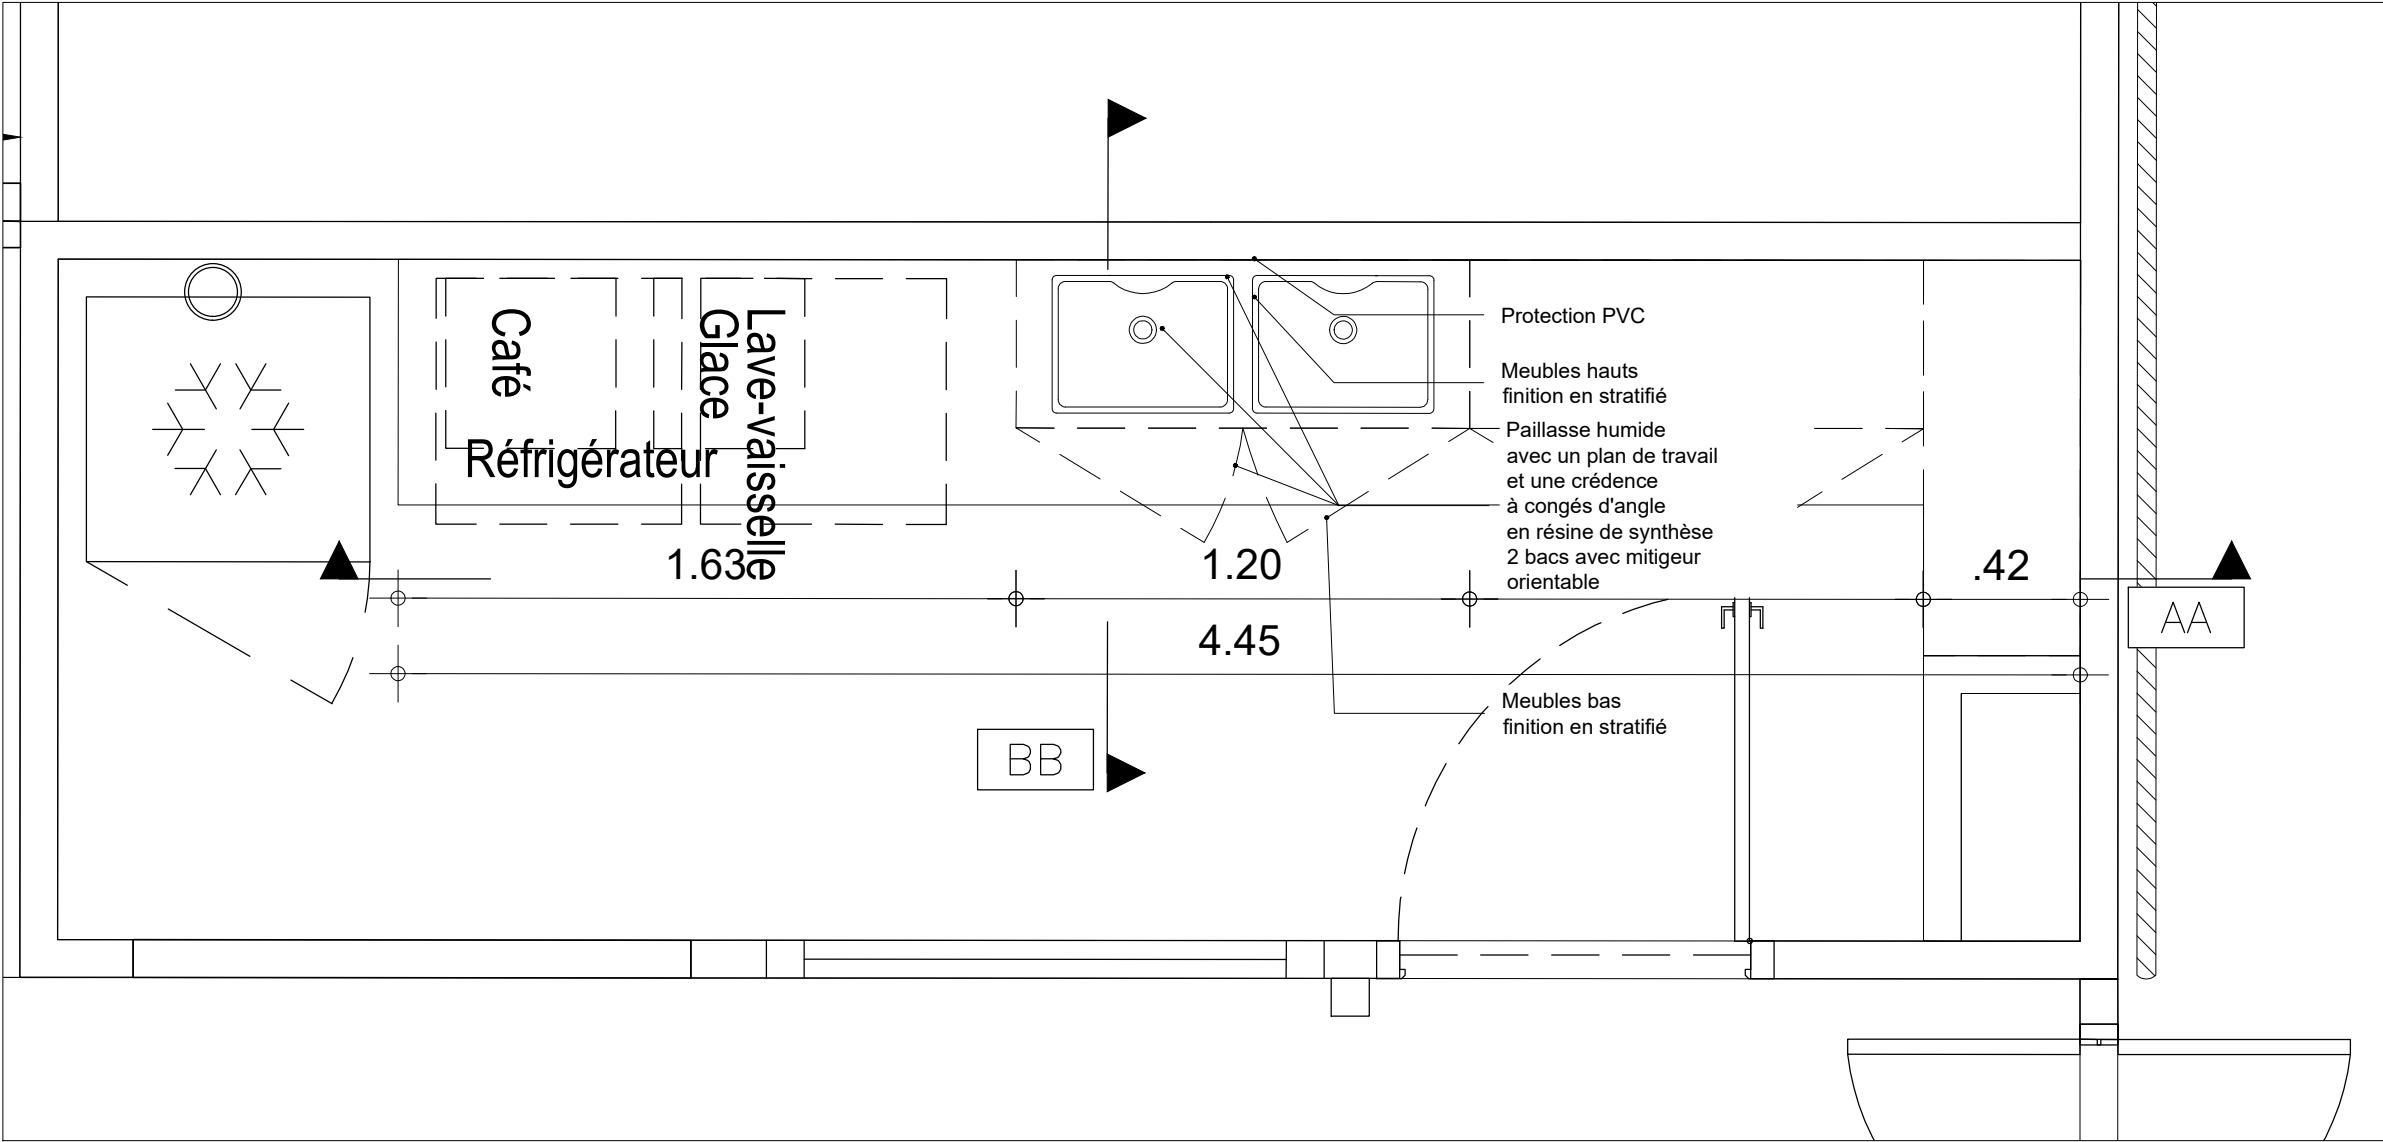 Café
Glace
Lave-vaisselle
Réfrigérateur
Protection PVC
Meubles hauts
finition en stratifié
Paillasse humide
avec un plan de travail
et une crédence
à congés d'angle
en résine de synthèse
2 bacs avec mitigeur
orientable
1.63
1.20
.42
4.45
AA
Meubles bas
finition en stratifié
BB